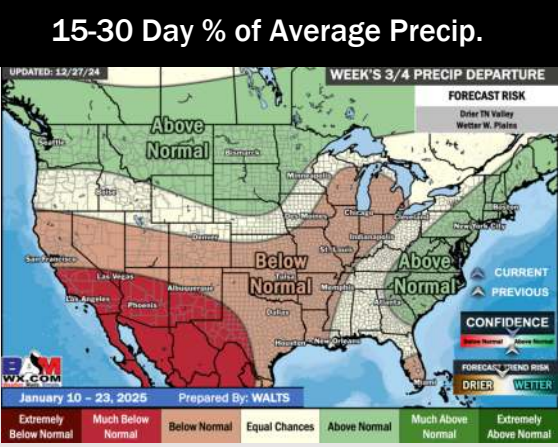 15-30 Day % of Average Precip.
UPDATED: 12/27/24
WEEK'S 3/4 PRECIP DEPARTURE
FORECAST RISK
Drier TN Valley
Wetter W. Plains
Seattle
Above
Normal
Bismarck
Minneapolis
Boise
Boston
Des Moines
Chicago
Cleveland
New York City
Denver
Indianapolis
San Francisco
St. Louis
Below
Normal
Above
Normal
Las Vegas
Tulsa
Los Angeles
Albuquerque
Memphis
Phoenix
Atlanta
Dallas
CURRENT
PREVIOUS
Houston
New Orleans
CONFIDENCE
Below Normal Above Normal
Miami
FORECAST TREND RISK
DRIER WETTER
BAM
WX.COM
January 10 – 23, 2025 Prepared By: WALTS
Extremely Below Normal
Much Below Normal
Below Normal
Equal Chances
Above Normal
Much Above Normal
Extremely Above Normal